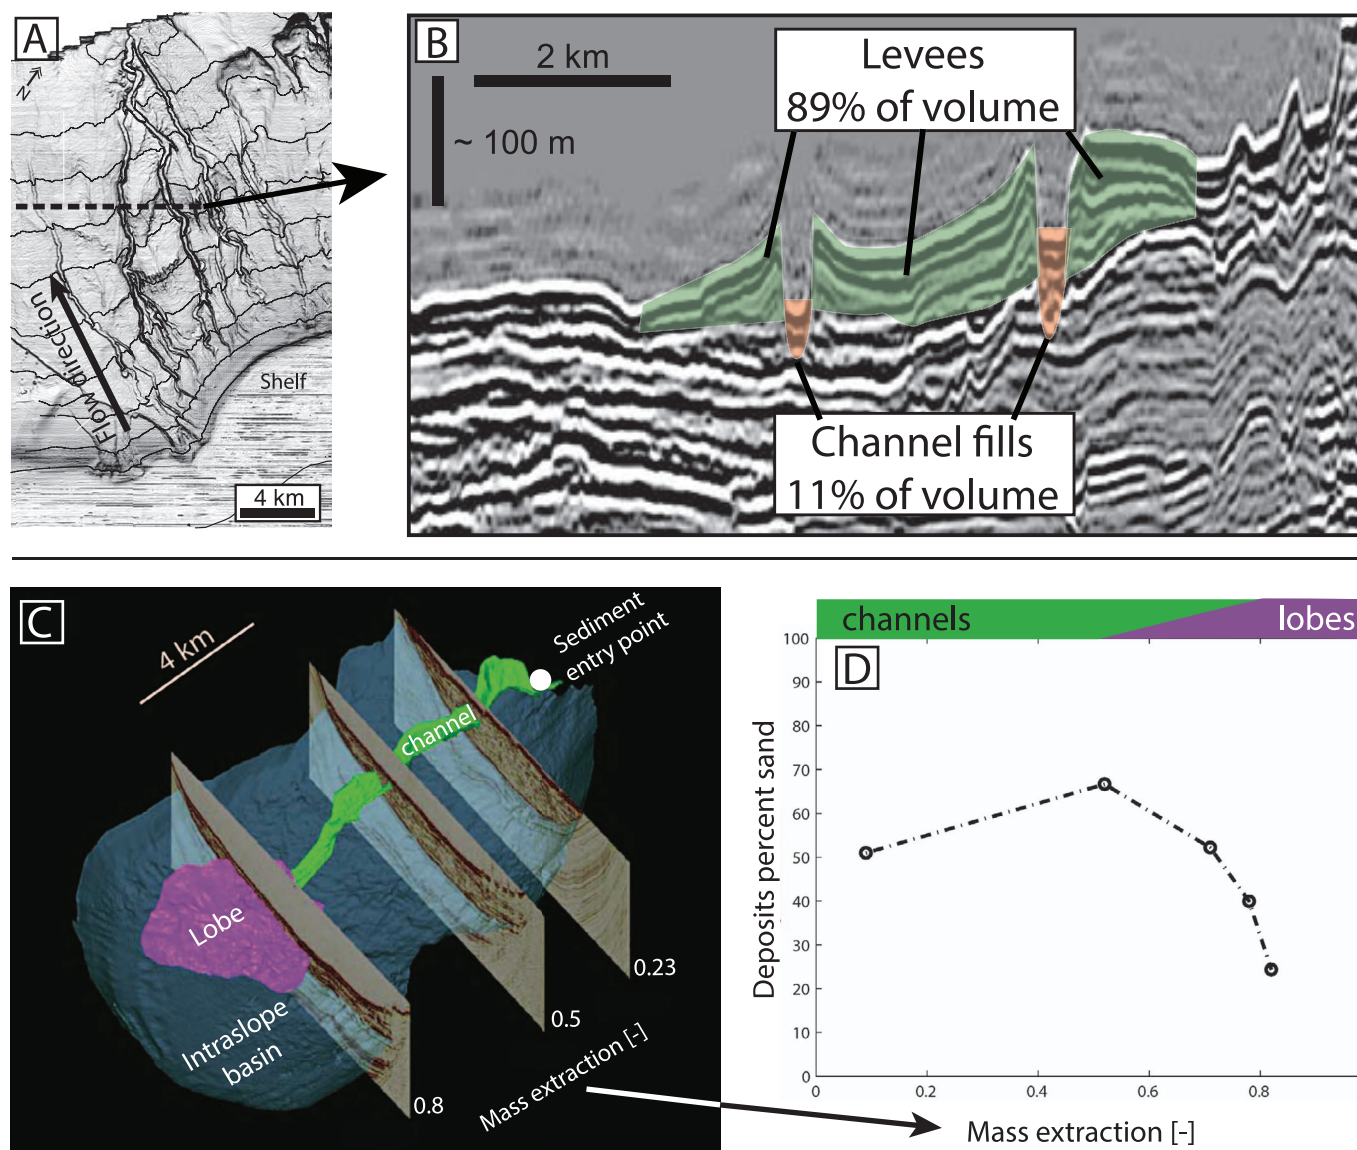 A
N
Flow direction
Shelf
4 km
B
2 km
~ 100 m
Levees
89% of volume
Channel fills
11% of volume
C
4 km
Sediment
entry point
channel
Lobe
Intraslope
basin
0.23
0.5
0.8
Mass extraction [-]
channels
lobes
D
Deposits percent sand
100
90
80
70
60
50
40
30
20
10
0
0
0.2
0.4
0.6
0.8
Mass extraction [-]